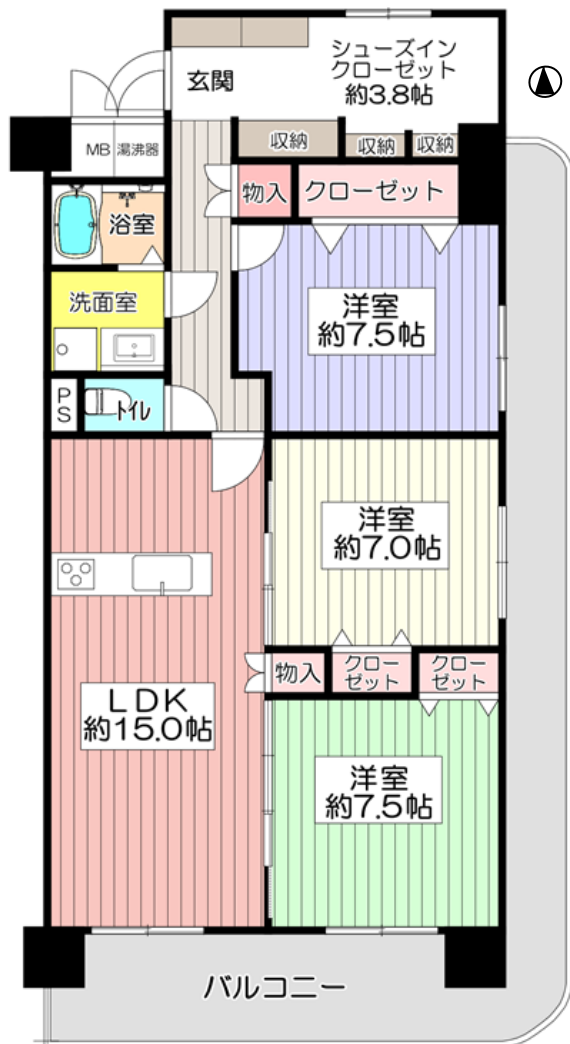 シューズイン
クローゼット
約3.8帖
玄関
収納
収納
収納
MB
湯沸器
物入
クローゼット
浴室
洗面室
洋室
約7.5帖
PS
トイレ
洋室
約7.0帖
物入
クロー
ゼット
クロー
ゼット
LDK
約15.0帖
洋室
約7.5帖
バルコニー